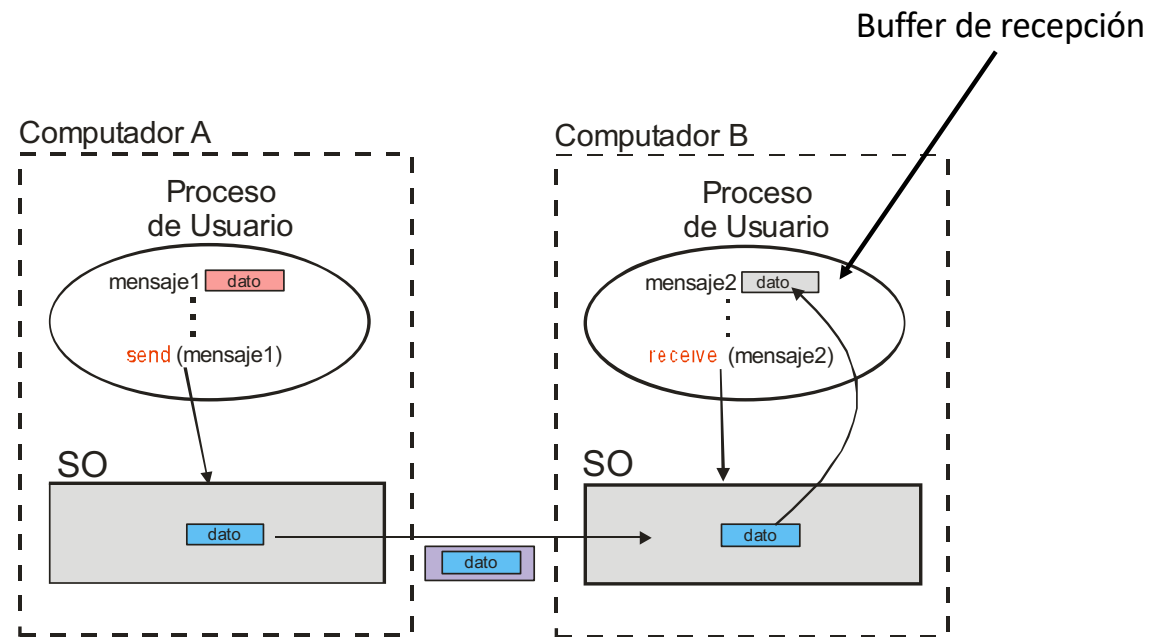 Buffer de recepción
Computador A
Proceso
de Usuario
mensaje1 dato
send (mensaje1)
SO
dato
dato
Computador B
Proceso
de Usuario
mensaje2 dato
receive (mensaje2)
SO
dato